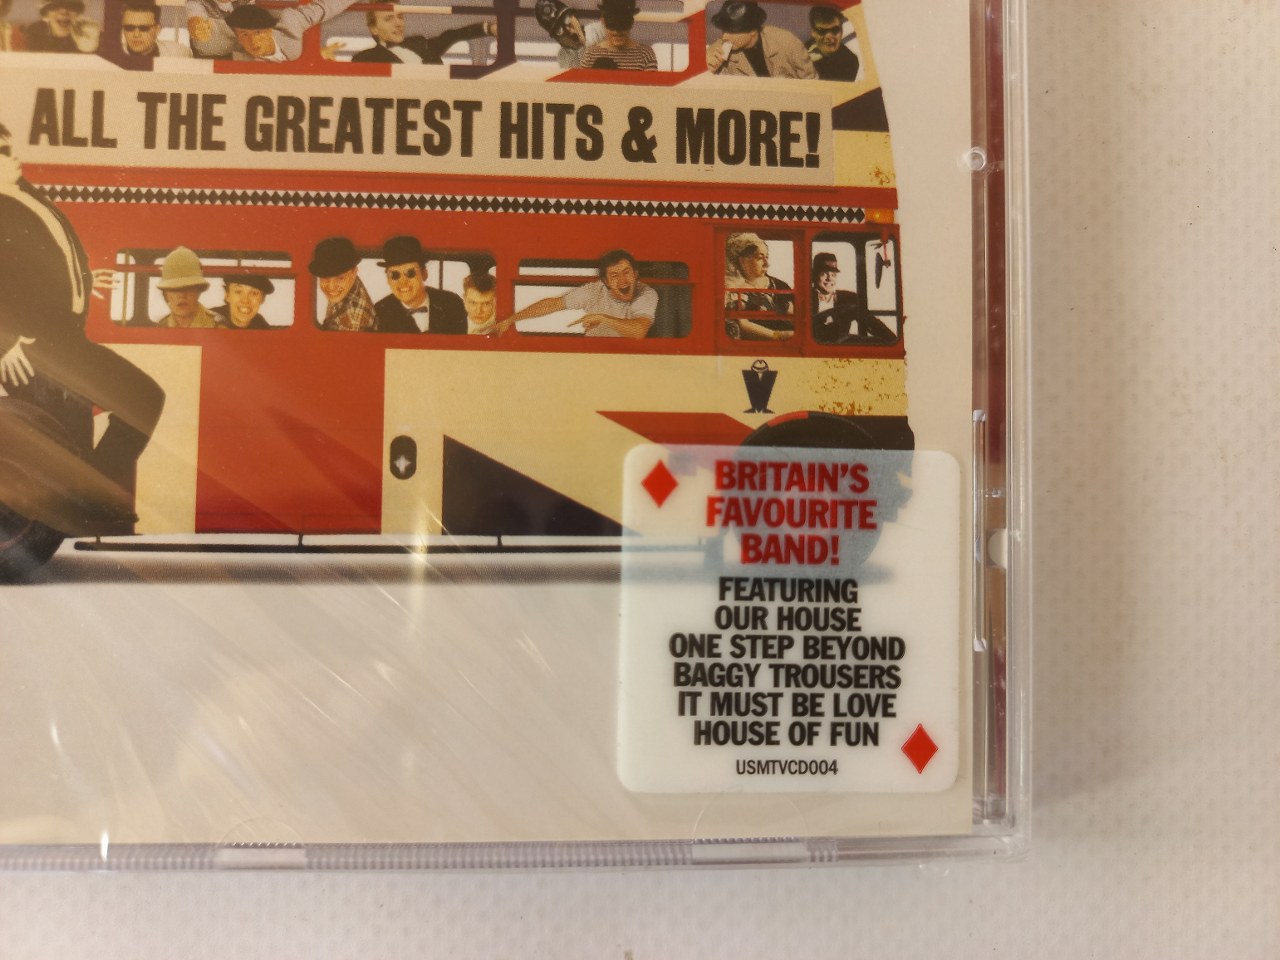 ALL THE GREATEST HITS & MORE!
BRITAIN'S
FAVOURITE
BAND!
FEATURING
OUR HOUSE
ONE STEP BEYOND
BAGGY TROUSERS
IT MUST BE LOVE
HOUSE OF FUN
USMTVCD004